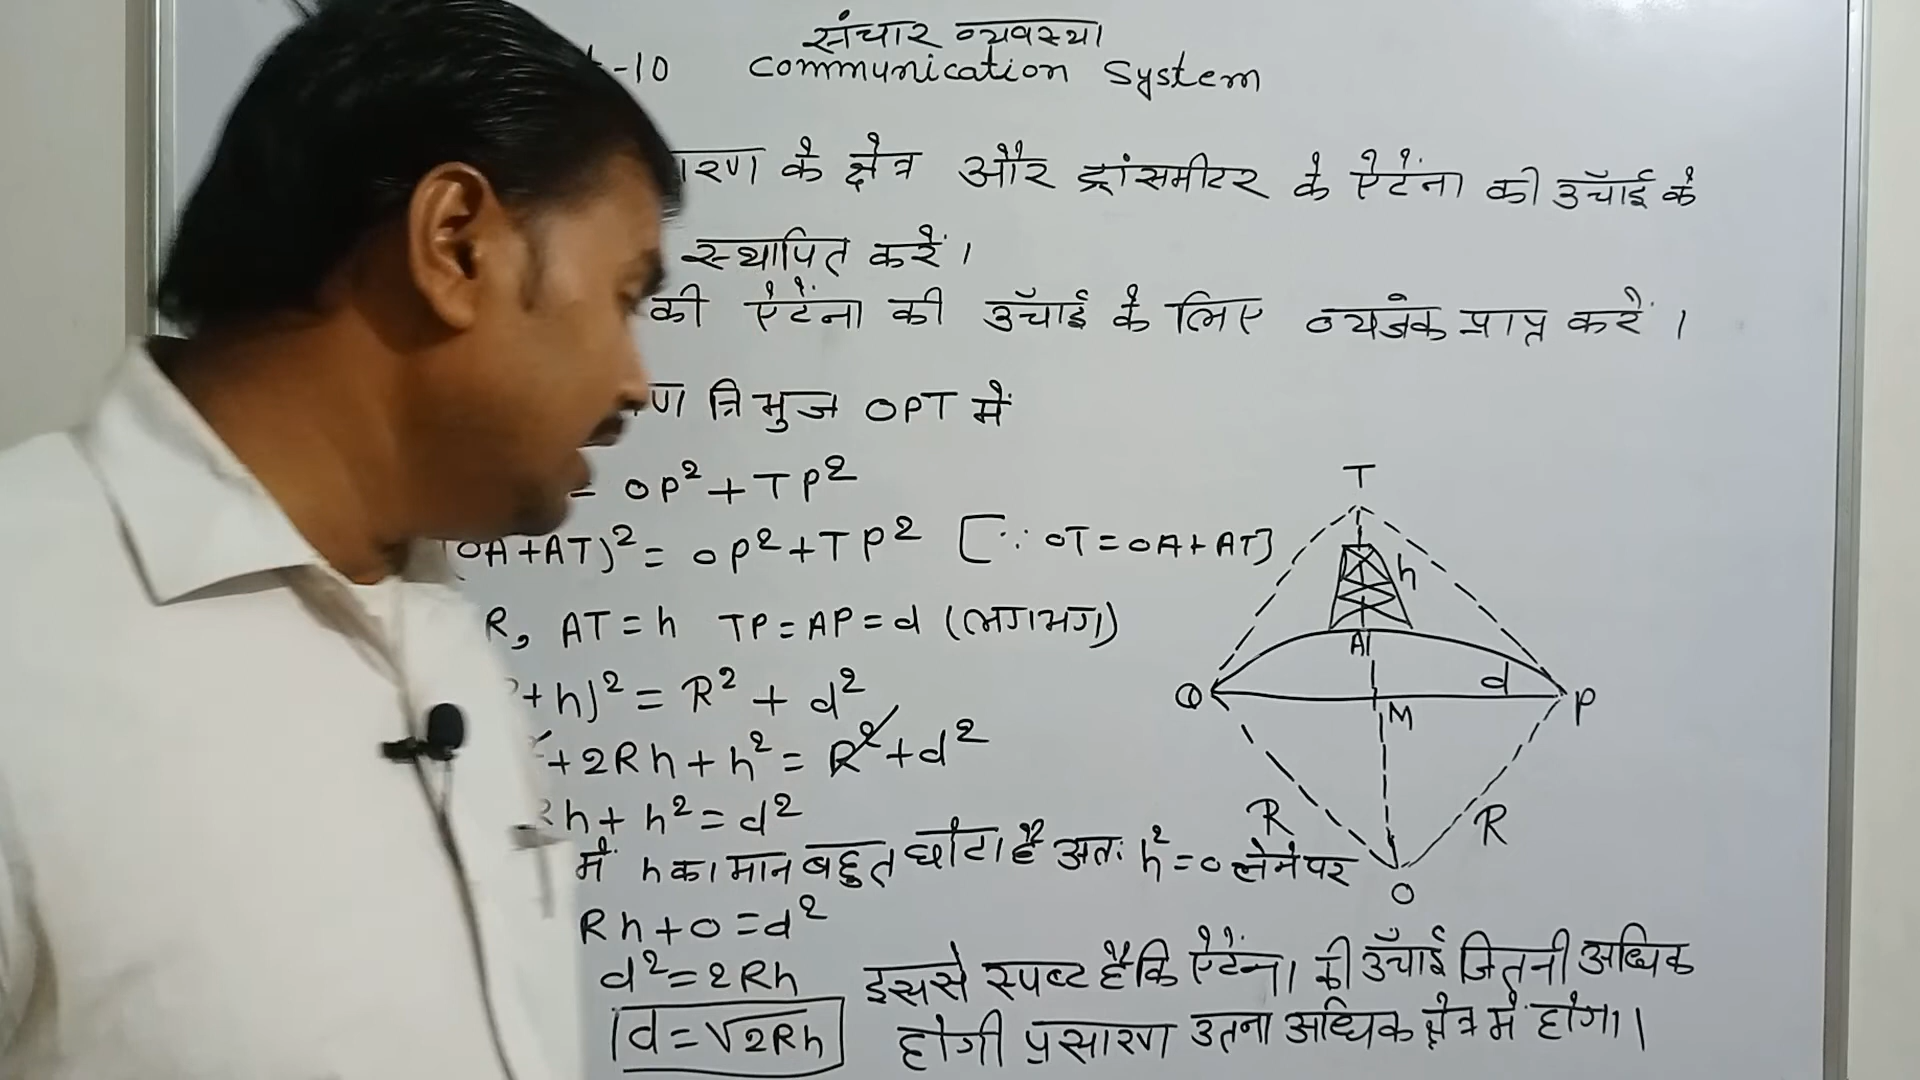 संचार व्यवस्था
-10 Communication System
के क्षेत्र और ट्रांसमीटर के ऐंटेना की उँचाई के
स्थापित करें।
की ऐंटेना की उँचाई के लिए व्यंजक प्राप्त करें।
त्रिभुज OPT में
= OP² + TP²
(OA+AT)² = OP² + TP² [∵ OT = OA + AT]
R, AT = h TP = AP = d (लगभग)
+ h)² = R² + d²
+ 2Rh + h² = R² + d²
Rh + h² = d²
में h का मान बहुत छोटा है अतः h² = 0 लेने पर
Rh + 0 = d²
d² = 2Rh इससे स्पष्ट है कि ऐंटेना की उँचाई जितनी अधिक
d = √2Rh होगी प्रसारण उतना अधिक क्षेत्र में होगा।
T
h
A
Q
d
P
M
R
R
O